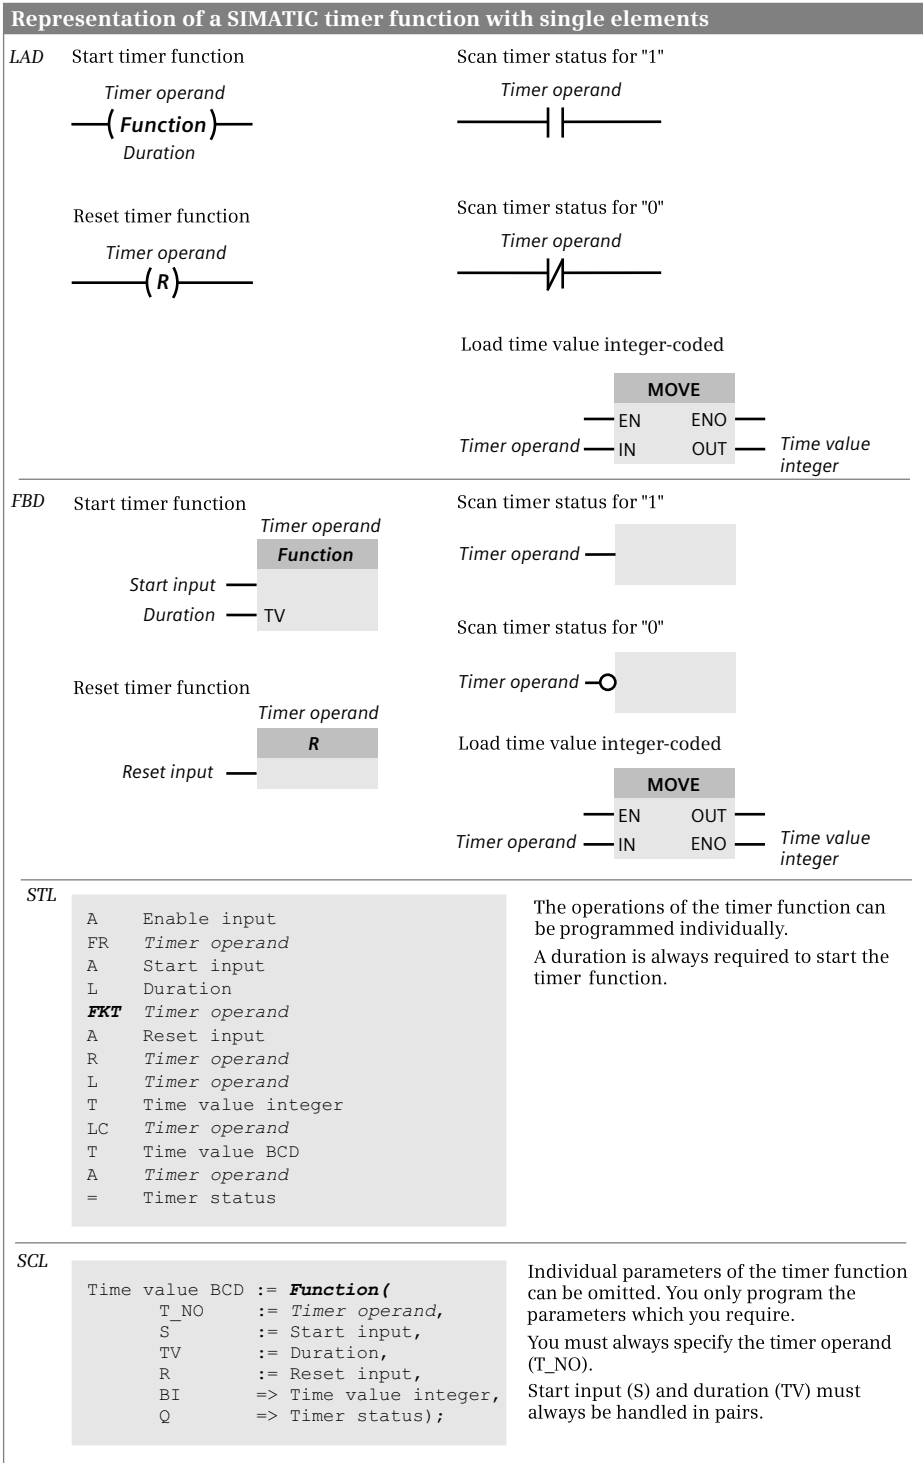 Representation of a SIMATIC timer function with single elements
LAD
Start timer function
Timer operand
Function
Duration
Scan timer status for "1"
Timer operand
Reset timer function
Timer operand
R
Scan timer status for "0"
Timer operand
Load time value integer-coded
MOVE
EN ENO
Timer operand IN OUT Time value
integer
FBD
Start timer function
Timer operand
Function
Start input
Duration TV
Scan timer status for "1"
Timer operand
Scan timer status for "0"
Timer operand
Reset timer function
Timer operand
R
Reset input
Load time value integer-coded
MOVE
EN OUT
Timer operand IN ENO Time value
integer
STL
A Enable input
FR Timer operand
A Start input
L Duration
FKT Timer operand
A Reset input
R Timer operand
L Timer operand
T Time value integer
LC Timer operand
T Time value BCD
A Timer operand
= Timer status
The operations of the timer function can
be programmed individually.
A duration is always required to start the
timer function.
SCL
Time value BCD := Function(
T_NO := Timer operand,
S := Start input,
TV := Duration,
R := Reset input,
BI => Time value integer,
Q => Timer status);
Individual parameters of the timer function
can be omitted. You only program the
parameters which you require.
You must always specify the timer operand
(T_NO).
Start input (S) and duration (TV) must
always be handled in pairs.